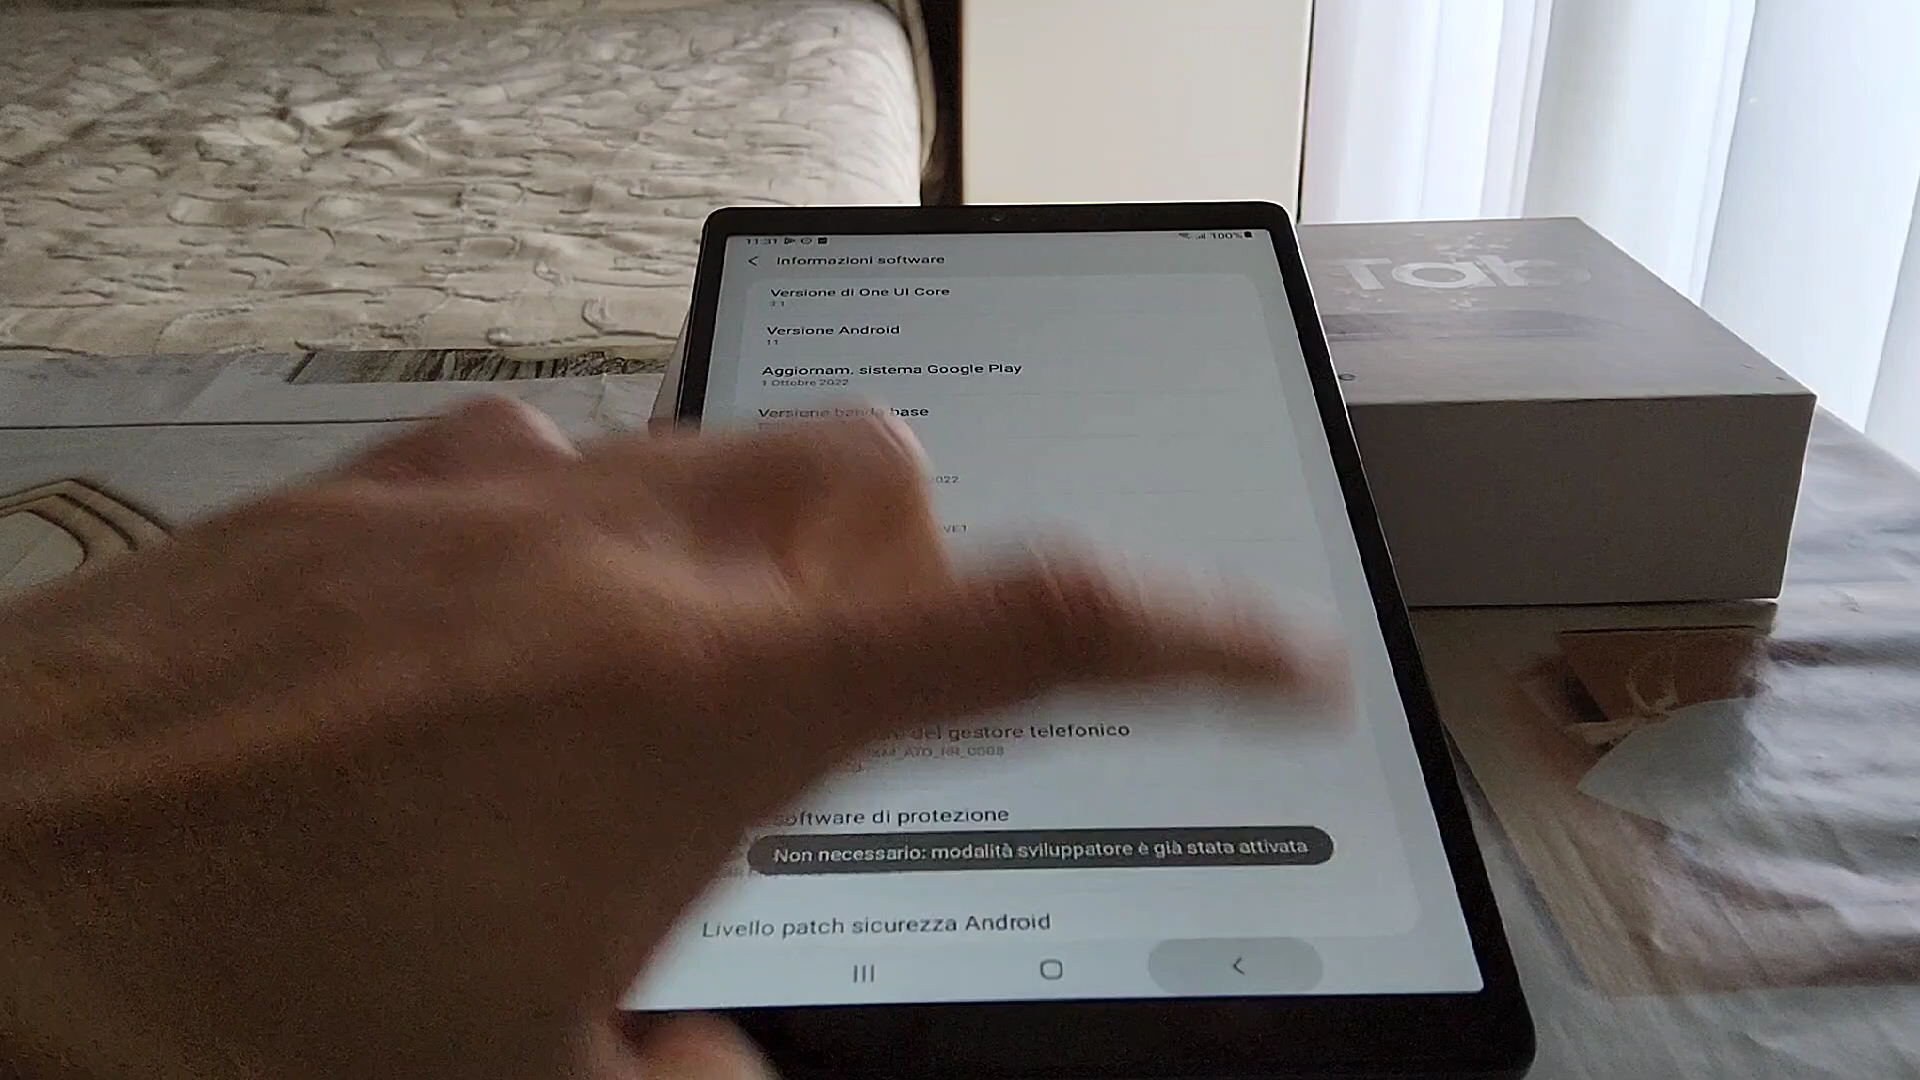 11:31 100%
Informazioni software
Versione di One UI Core
3.1
Versione Android
11
Aggiornam. sistema Google Play
1 Ottobre 2022
Versione banda base
2022
VE1
del gestore telefonico
software di protezione
Non necessario: modalità sviluppatore è già stata attivata
Livello patch sicurezza Android
Tab